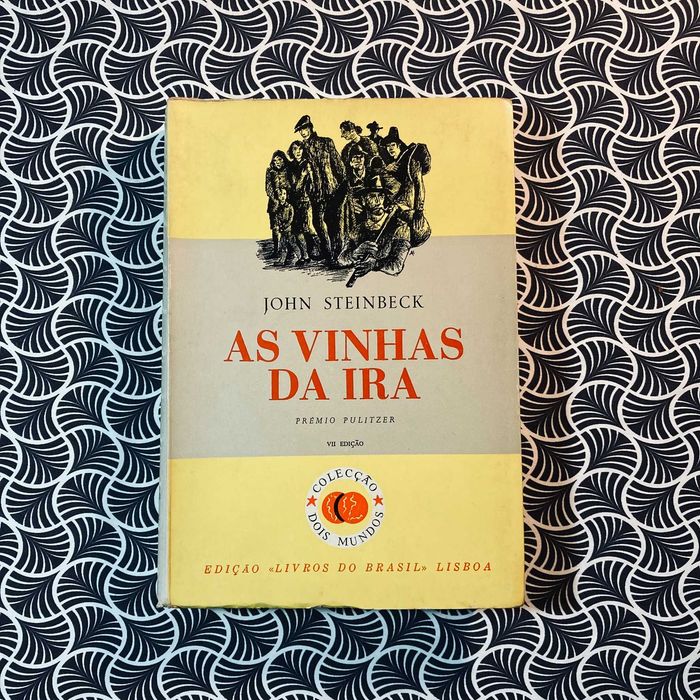 JOHN STEINBECK
AS VINHAS
DA IRA
PRÉMIO PULITZER
VII EDIÇÃO
COLECÇÃO
DOIS MUNDOS
EDIÇÃO «LIVROS DO BRASIL» LISBOA